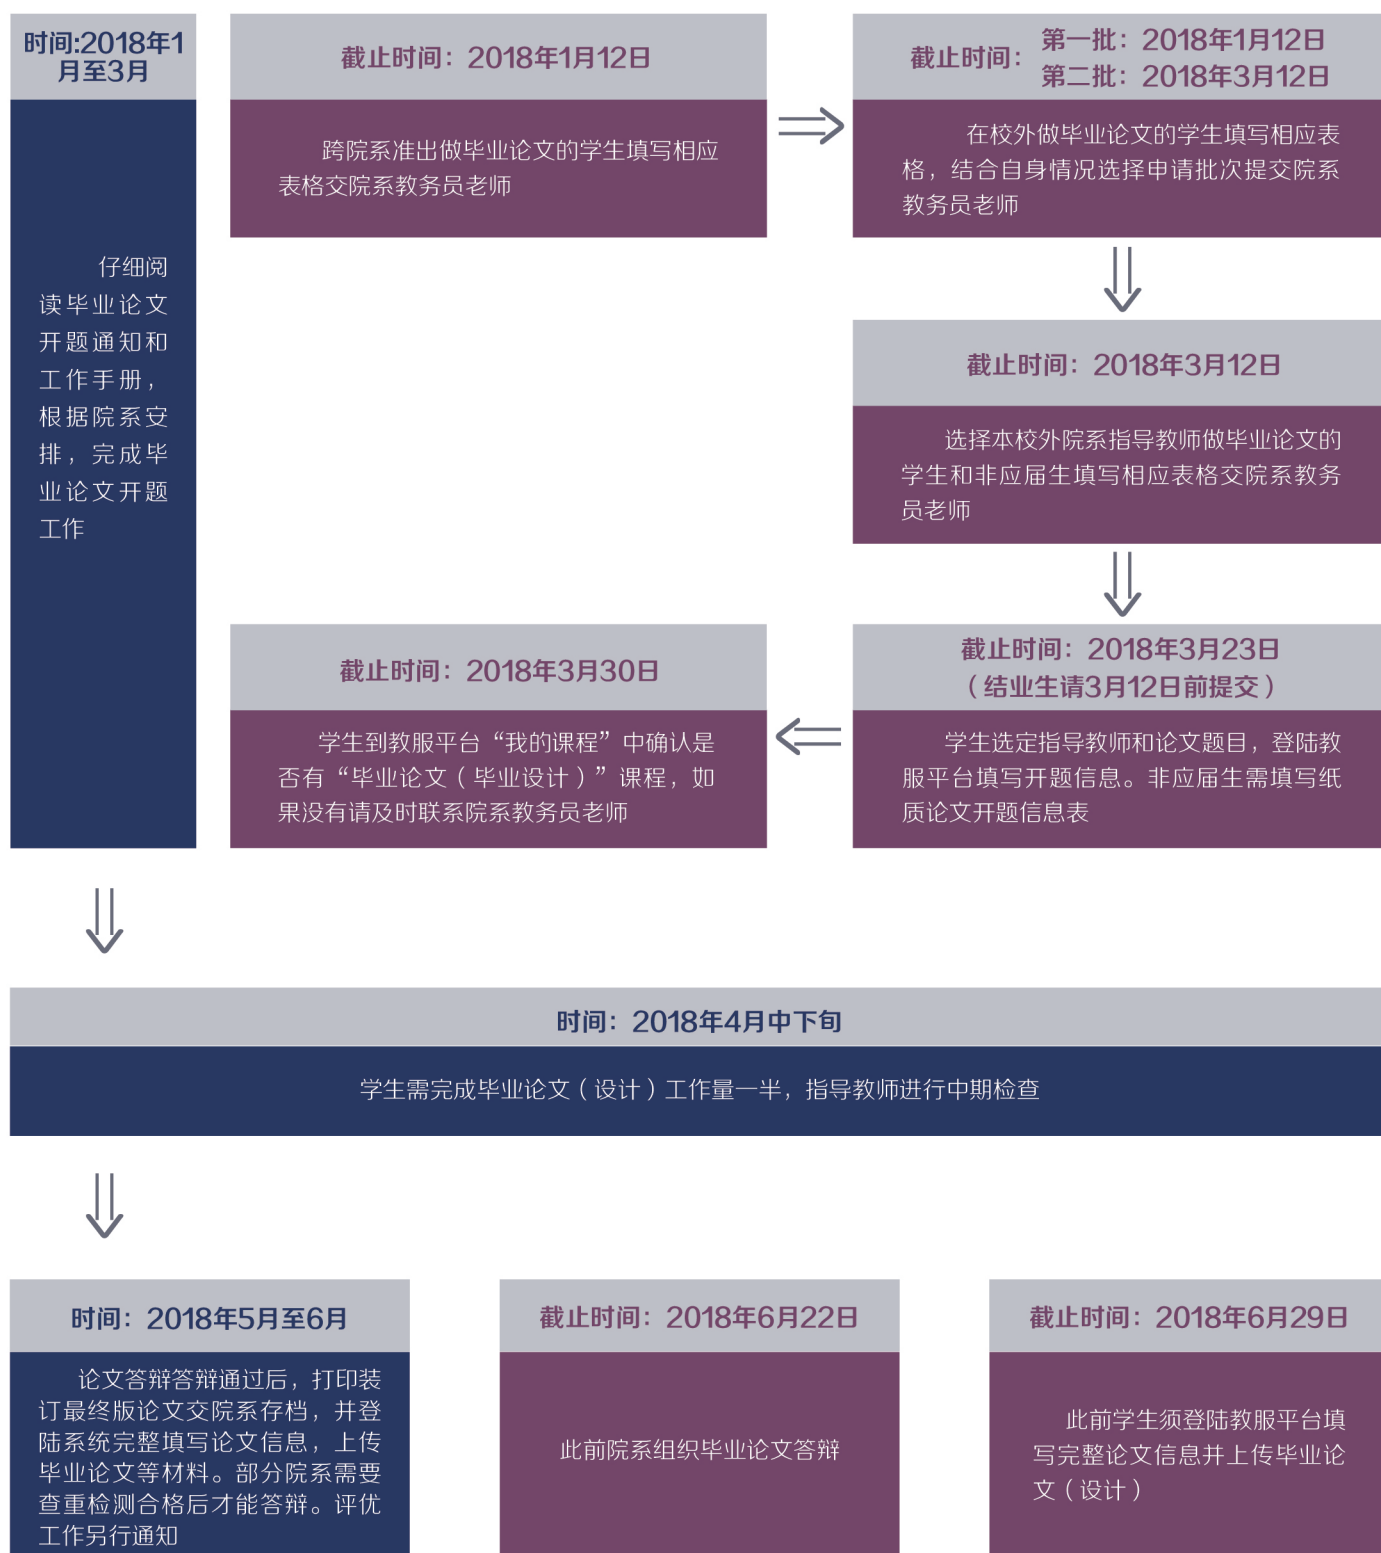 时间:2018年1
月至3月
仔细阅
读毕业论文
开题通知和
工作手册，
根据院系安
排，完成毕
业论文开题
工作
截止时间：2018年1月12日
跨院系准出做毕业论文的学生填写相应
表格交院系教务员老师
截止时间：
第一批：2018年1月12日
第二批：2018年3月12日
在校外做毕业论文的学生填写相应表
格，结合自身情况选择申请批次提交院系
教务员老师
截止时间：2018年3月12日
选择本校外院系指导教师做毕业论文的
学生和非应届生填写相应表格交院系教务
员老师
截止时间：2018年3月23日
（结业生请3月12日前提交）
学生选定指导教师和论文题目，登陆教
服平台填写开题信息。非应届生需填写纸
质论文开题信息表
截止时间：2018年3月30日
学生到教服平台“我的课程”中确认是
否有“毕业论文（毕业设计）”课程，如
果没有请及时联系院系教务员老师
时间：2018年4月中下旬
学生需完成毕业论文（设计）工作量一半，指导教师进行中期检查
时间：2018年5月至6月
论文答辩答辩通过后，打印装
订最终版论文交院系存档，并登
陆系统完整填写论文信息，上传
毕业论文等材料。部分院系需要
查重检测合格后才能答辩。评优
工作另行通知
截止时间：2018年6月22日
此前院系组织毕业论文答辩
截止时间：2018年6月29日
此前学生须登陆教服平台填
写完整论文信息并上传毕业论
文（设计）